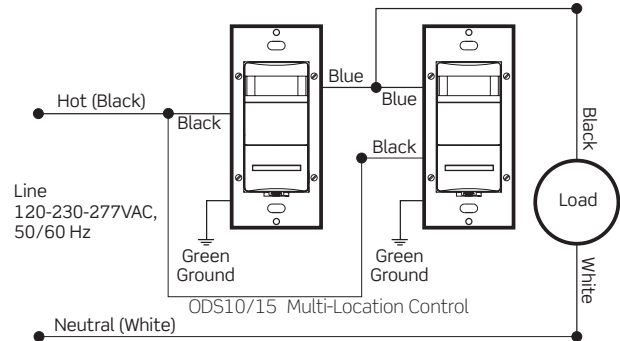 Hot (Black)
Black
Blue
Blue
Black
Black
Line
120-230-277VAC,
50/60 Hz
Load
Green
Ground
Green
Ground
White
ODS10/15 Multi-Location Control
Neutral (White)